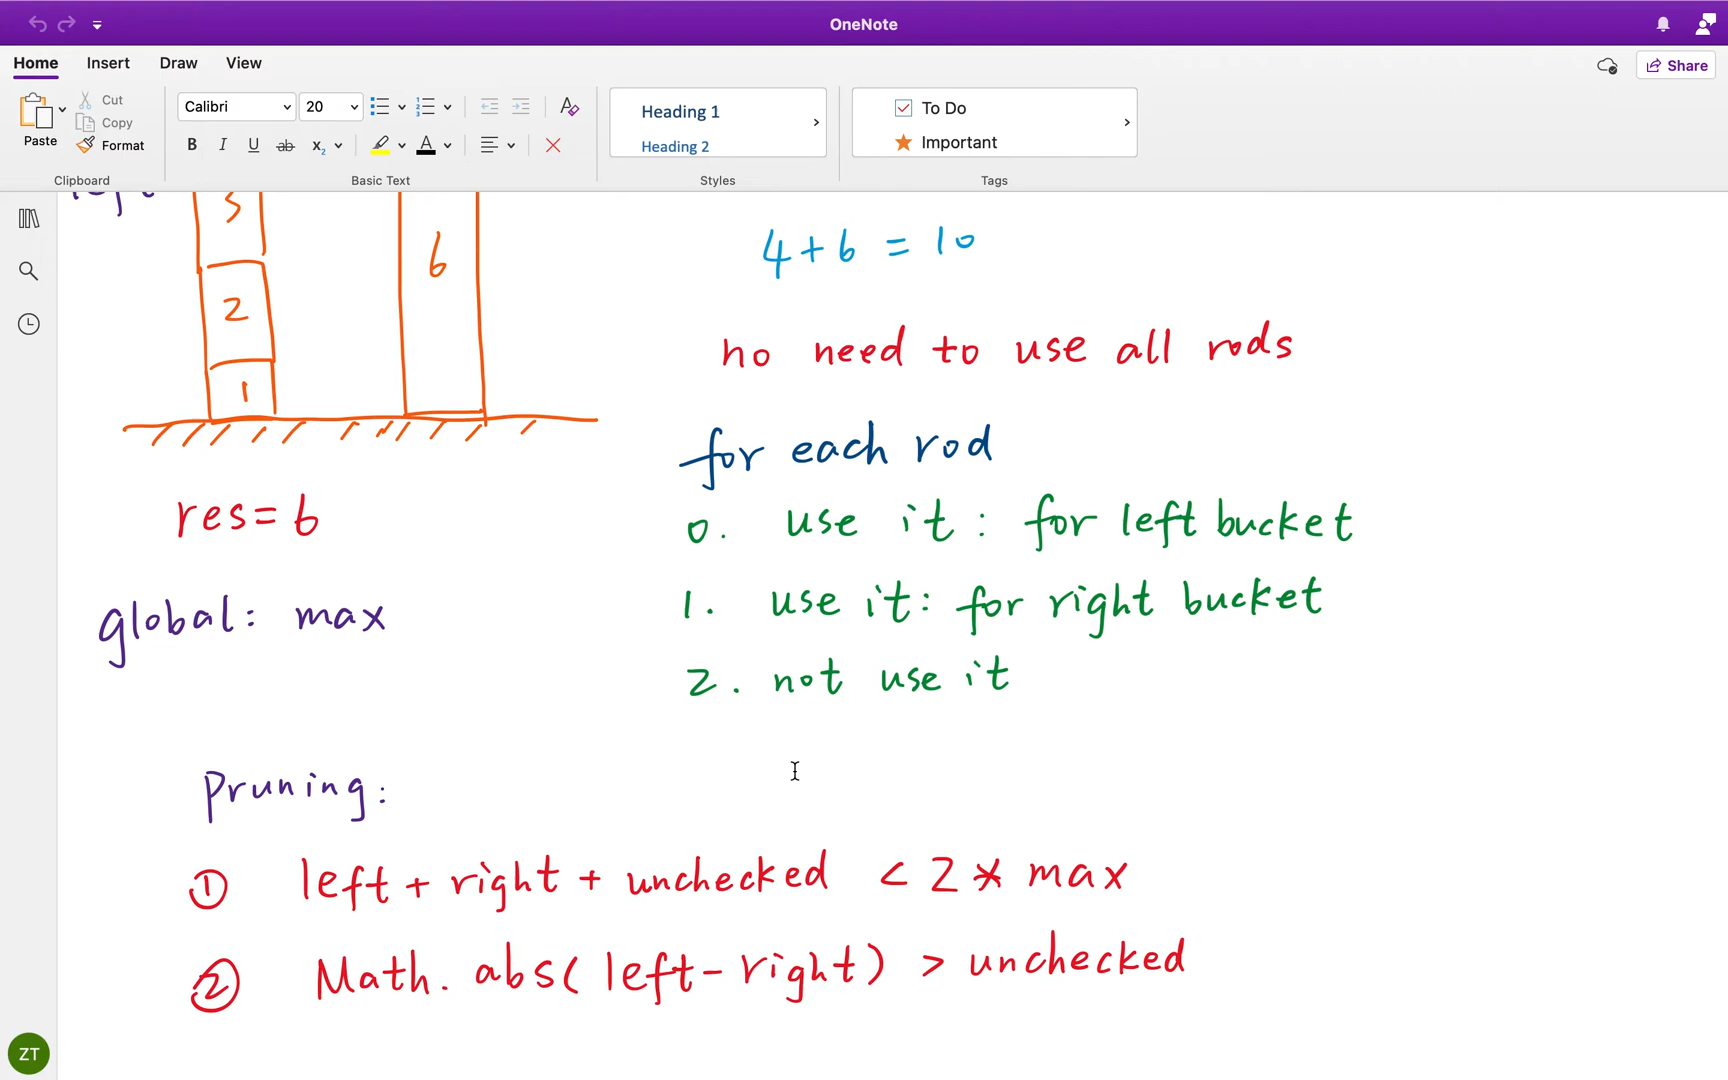 OneNote
Home Insert Draw View
Share
Paste
Cut
Copy
Format
Calibri 20
B I U ab x₂ A
Heading 1
Heading 2
To Do
Important
Clipboard Basic Text Styles Tags
2
1
6
4+6 = 10
no need to use all rods
for each rod
0. use it : for left bucket
1. use it: for right bucket
2. not use it
res=6
global: max
Pruning:
① left + right + unchecked < 2 * max
② Math. abs( left - right ) > unchecked
ZT